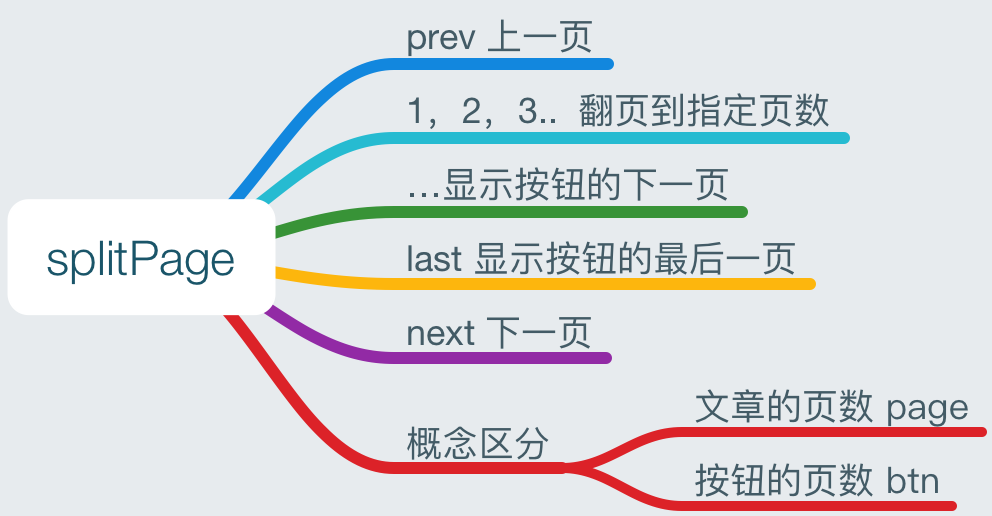 prev 上一页
1，2，3.. 翻页到指定页数
...显示按钮的下一页
splitPage
last 显示按钮的最后一页
next 下一页
概念区分
文章的页数 page
按钮的页数 btn